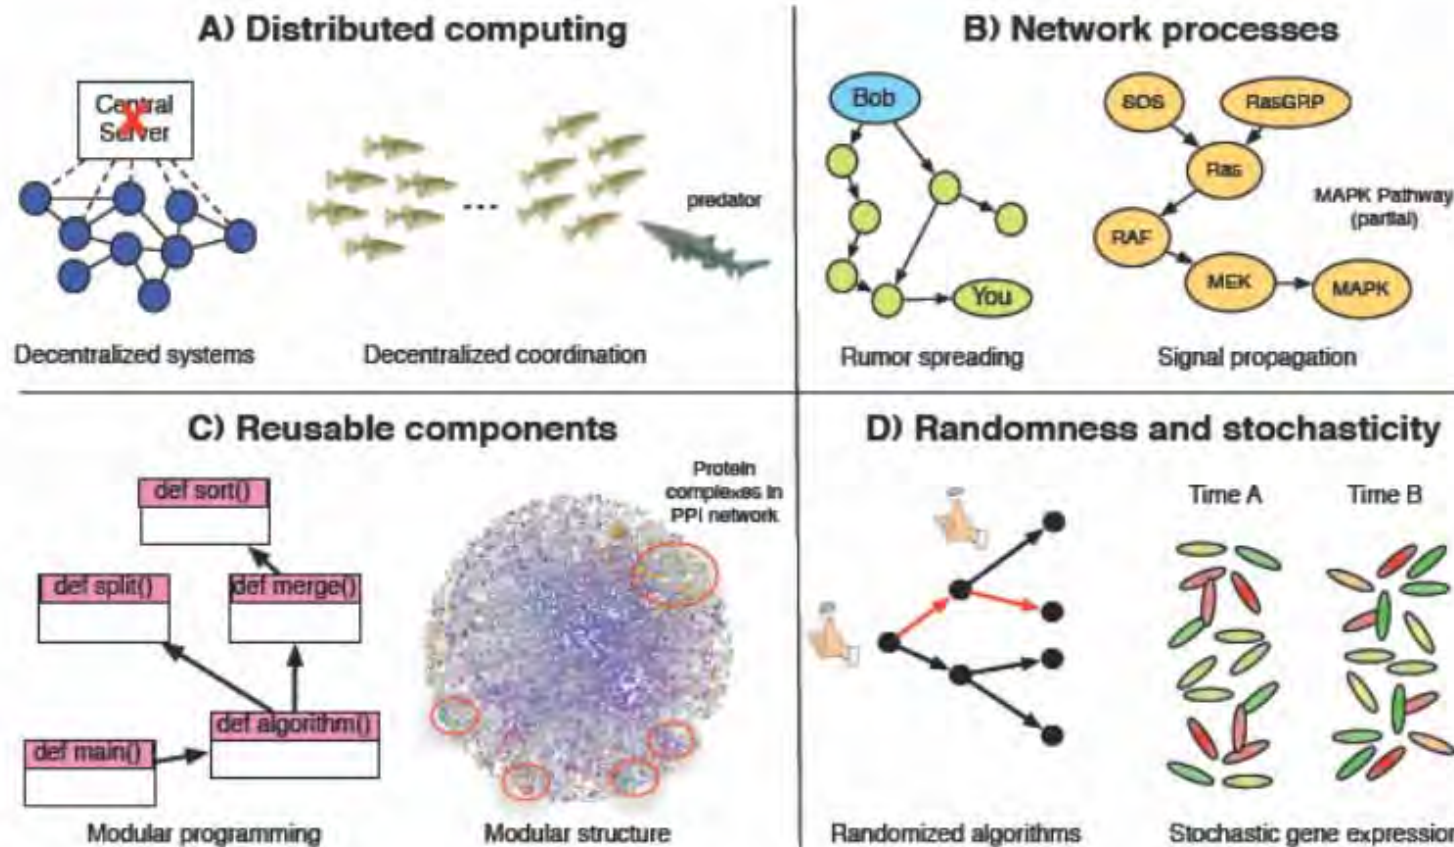 A) Distributed computing
Central
Server
predator
Decentralized systems
Decentralized coordination
B) Network processes
Bob
You
Rumor spreading
SOS
RasGRP
Ras
RAF
MEK
MAPK
MAPK Pathway
(partial)
Signal propagation
C) Reusable components
def sort()
def split()
def merge()
def algorithm()
def main()
Modular programming
Protein
complexes in
PPI network
Modular structure
D) Randomness and stochasticity
Randomized algorithms
Time A
Time B
Stochastic gene expression